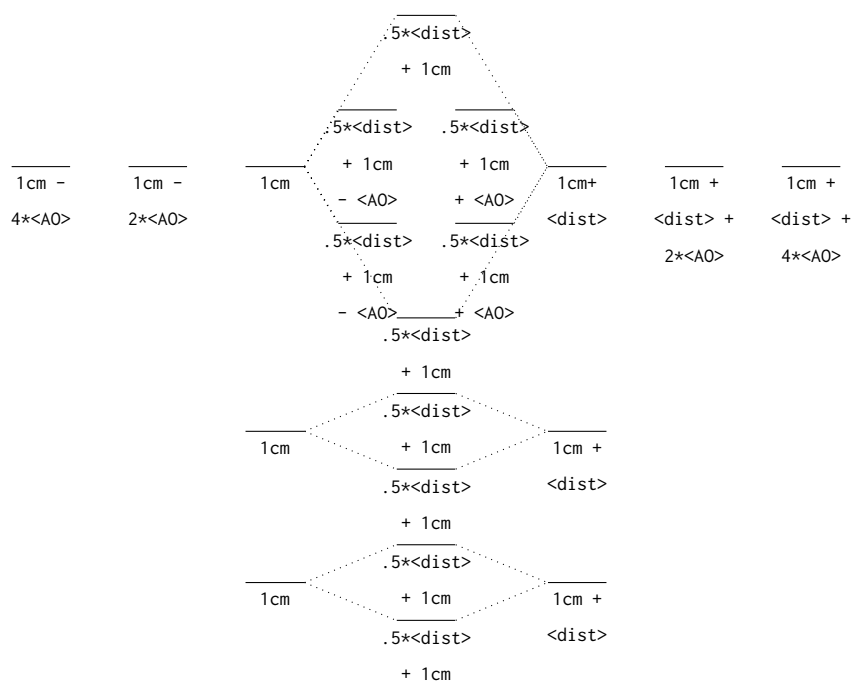 .5*<dist>
+ 1cm
.5*<dist>
+ 1cm
- <AO>
.5*<dist>
+ 1cm
+ <AO>
1cm -
4*<AO>
1cm -
2*<AO>
1cm
1cm+
<dist>
1cm +
<dist> +
2*<AO>
1cm +
<dist> +
4*<AO>
.5*<dist>
+ 1cm
- <AO>
.5*<dist>
+ 1cm
+ <AO>
.5*<dist>
+ 1cm
.5*<dist>
+ 1cm
1cm
1cm +
<dist>
.5*<dist>
+ 1cm
.5*<dist>
+ 1cm
1cm
1cm +
<dist>
.5*<dist>
+ 1cm